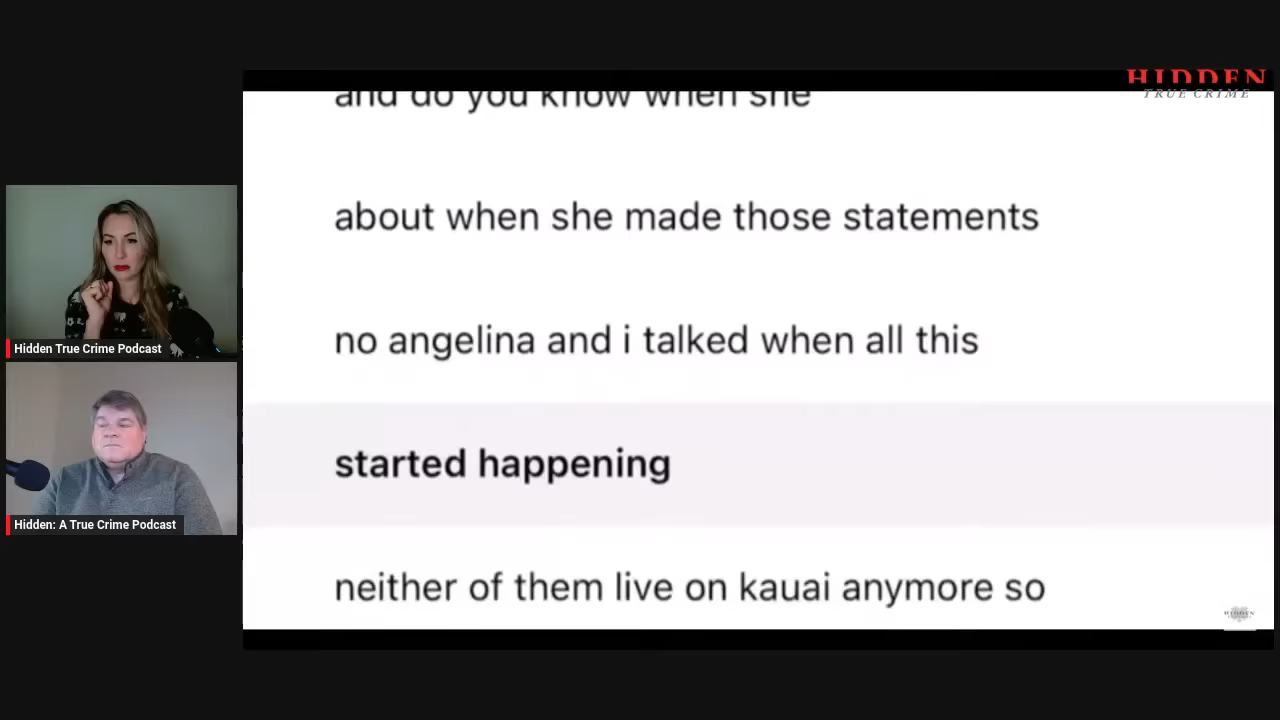 HIDDEN
TRUE CRIME
and do you know when she
about when she made those statements
no angelina and i talked when all this
started happening
neither of them live on kauai anymore so
Hidden True Crime Podcast
Hidden: A True Crime Podcast
HIDDEN